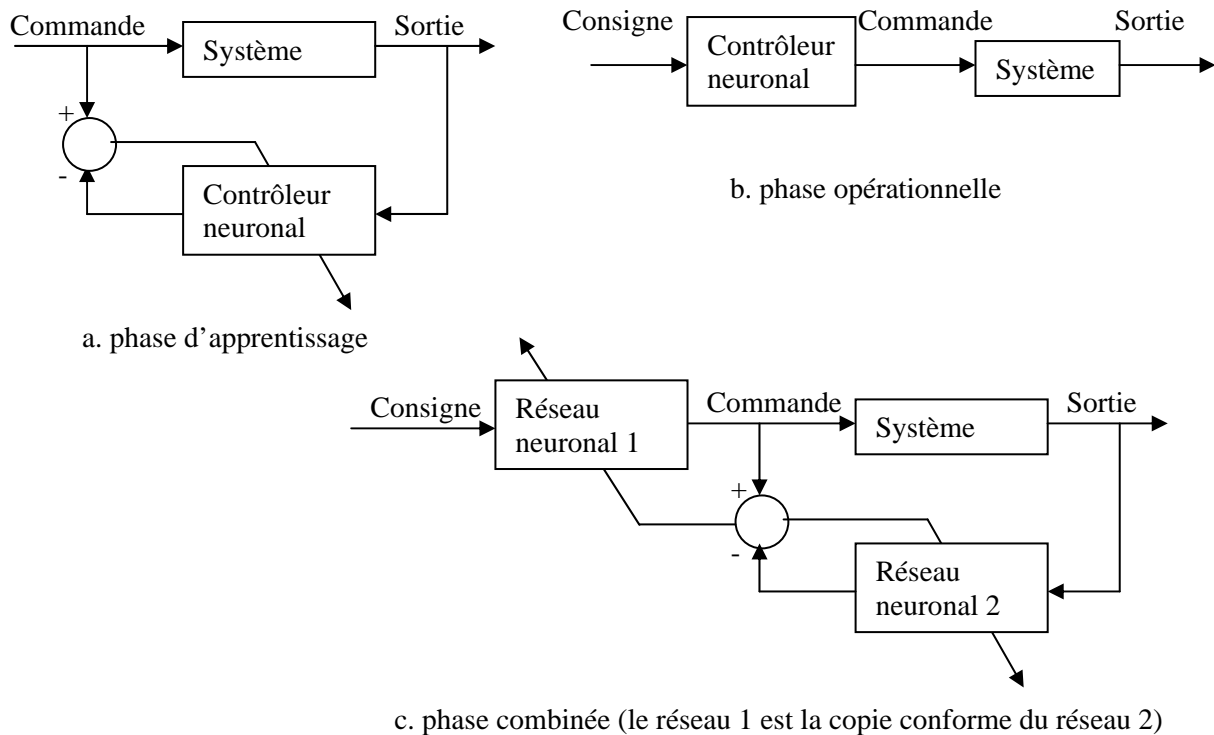 Commande
Sortie
Système
+
-
Contrôleur
neuronal
a. phase d'apprentissage
Consigne
Commande
Sortie
Contrôleur
neuronal
Système
b. phase opérationnelle
Consigne
Réseau
neuronal 1
Commande
Sortie
Système
+
-
Réseau
neuronal 2
c. phase combinée (le réseau 1 est la copie conforme du réseau 2)